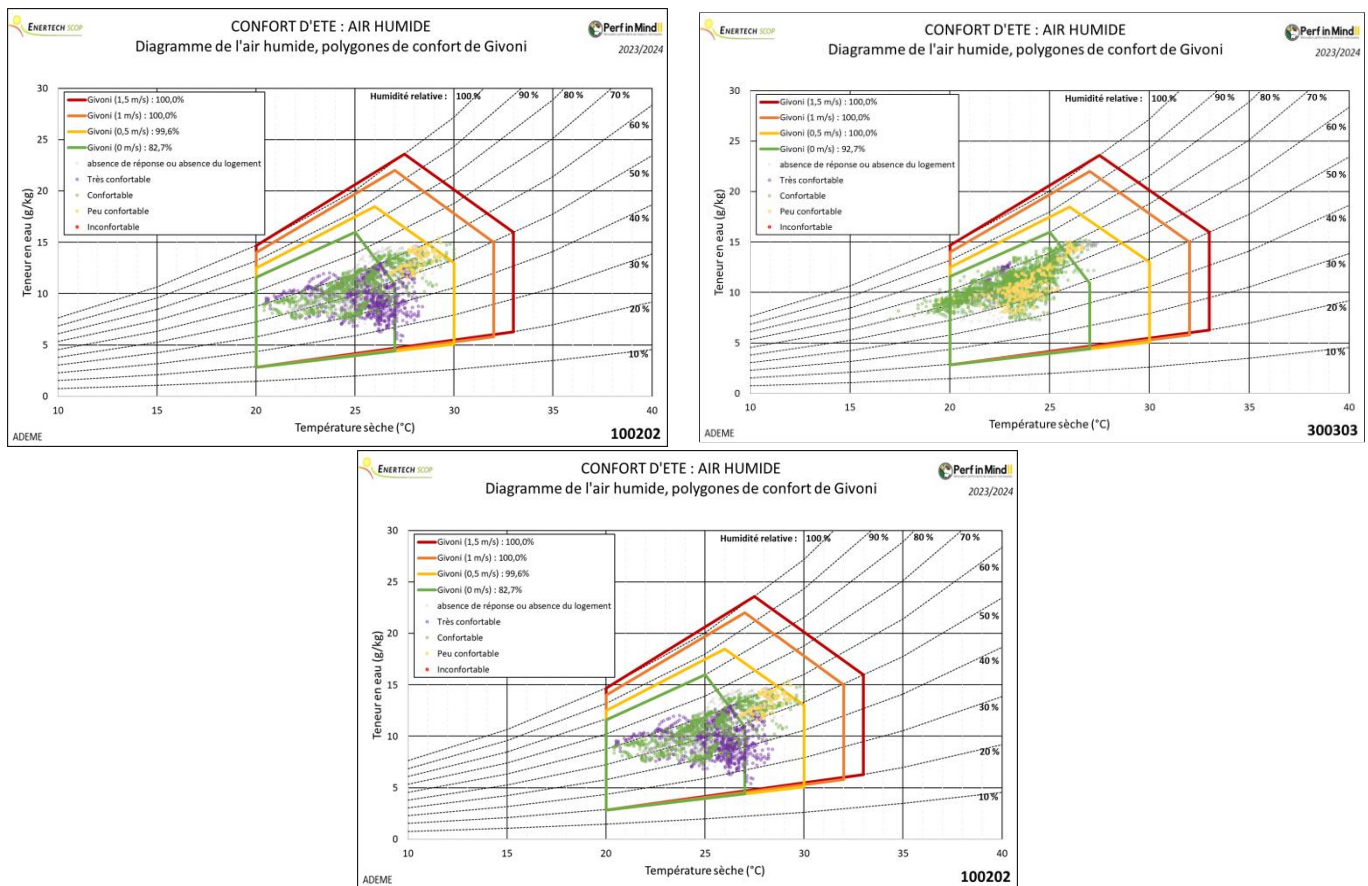 ENERTECH SCOP
CONFORT D'ETE : AIR HUMIDE
Perf in Mind II
Diagramme de l'air humide, polygones de confort de Givoni
2023/2024
Givoni (1,5 m/s) : 100,0%
Givoni (1 m/s) : 100,0%
Givoni (0,5 m/s) : 99,6%
Givoni (0 m/s) : 82,7%
absence de réponse ou absence du logement
Très confortable
Confortable
Peu confortable
Inconfortable
Humidité relative : 100 % 90 % 80 % 70 %
60 %
50 %
40 %
30 %
20 %
10 %
Teneur en eau (g/kg)
30
25
20
15
10
5
0
10 15 20 25 30 35 40
Température sèche (°C)
ADEME
100202
ENERTECH SCOP
CONFORT D'ETE : AIR HUMIDE
Perf in Mind II
Diagramme de l'air humide, polygones de confort de Givoni
2023/2024
Givoni (1,5 m/s) : 100,0%
Givoni (1 m/s) : 100,0%
Givoni (0,5 m/s) : 100,0%
Givoni (0 m/s) : 92,7%
absence de réponse ou absence du logement
Très confortable
Confortable
Peu confortable
Inconfortable
Humidité relative : 100 % 90 % 80 % 70 %
60 %
50 %
40 %
30 %
20 %
10 %
Teneur en eau (g/kg)
30
25
20
15
10
5
0
10 15 20 25 30 35 40
Température sèche (°C)
ADEME
300303
ENERTECH SCOP
CONFORT D'ETE : AIR HUMIDE
Perf in Mind II
Diagramme de l'air humide, polygones de confort de Givoni
2023/2024
Givoni (1,5 m/s) : 100,0%
Givoni (1 m/s) : 100,0%
Givoni (0,5 m/s) : 99,6%
Givoni (0 m/s) : 82,7%
absence de réponse ou absence du logement
Très confortable
Confortable
Peu confortable
Inconfortable
Humidité relative : 100 % 90 % 80 % 70 %
60 %
50 %
40 %
30 %
20 %
10 %
Teneur en eau (g/kg)
30
25
20
15
10
5
0
10 15 20 25 30 35 40
Température sèche (°C)
ADEME
100202